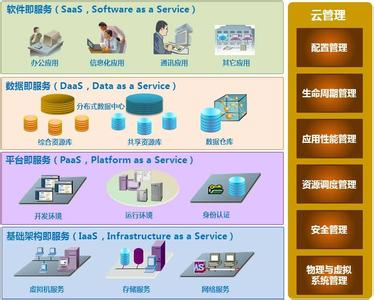 软件即服务（SaaS，Software as a Service）
办公应用
信息化应用
通讯应用
其它应用
数据即服务（DaaS，Data as a Service）
分布式数据中心
综合资源库
共享资源库
数据仓库
平台即服务（PaaS，Platform as a Service）
开发环境
运行环境
身份认证
基础架构即服务（IaaS，Infrastructure as a Service）
AS
虚拟机服务
存储服务
网络服务
云管理
配置管理
生命周期管理
应用性能管理
资源调度管理
安全管理
物理与虚拟
系统管理